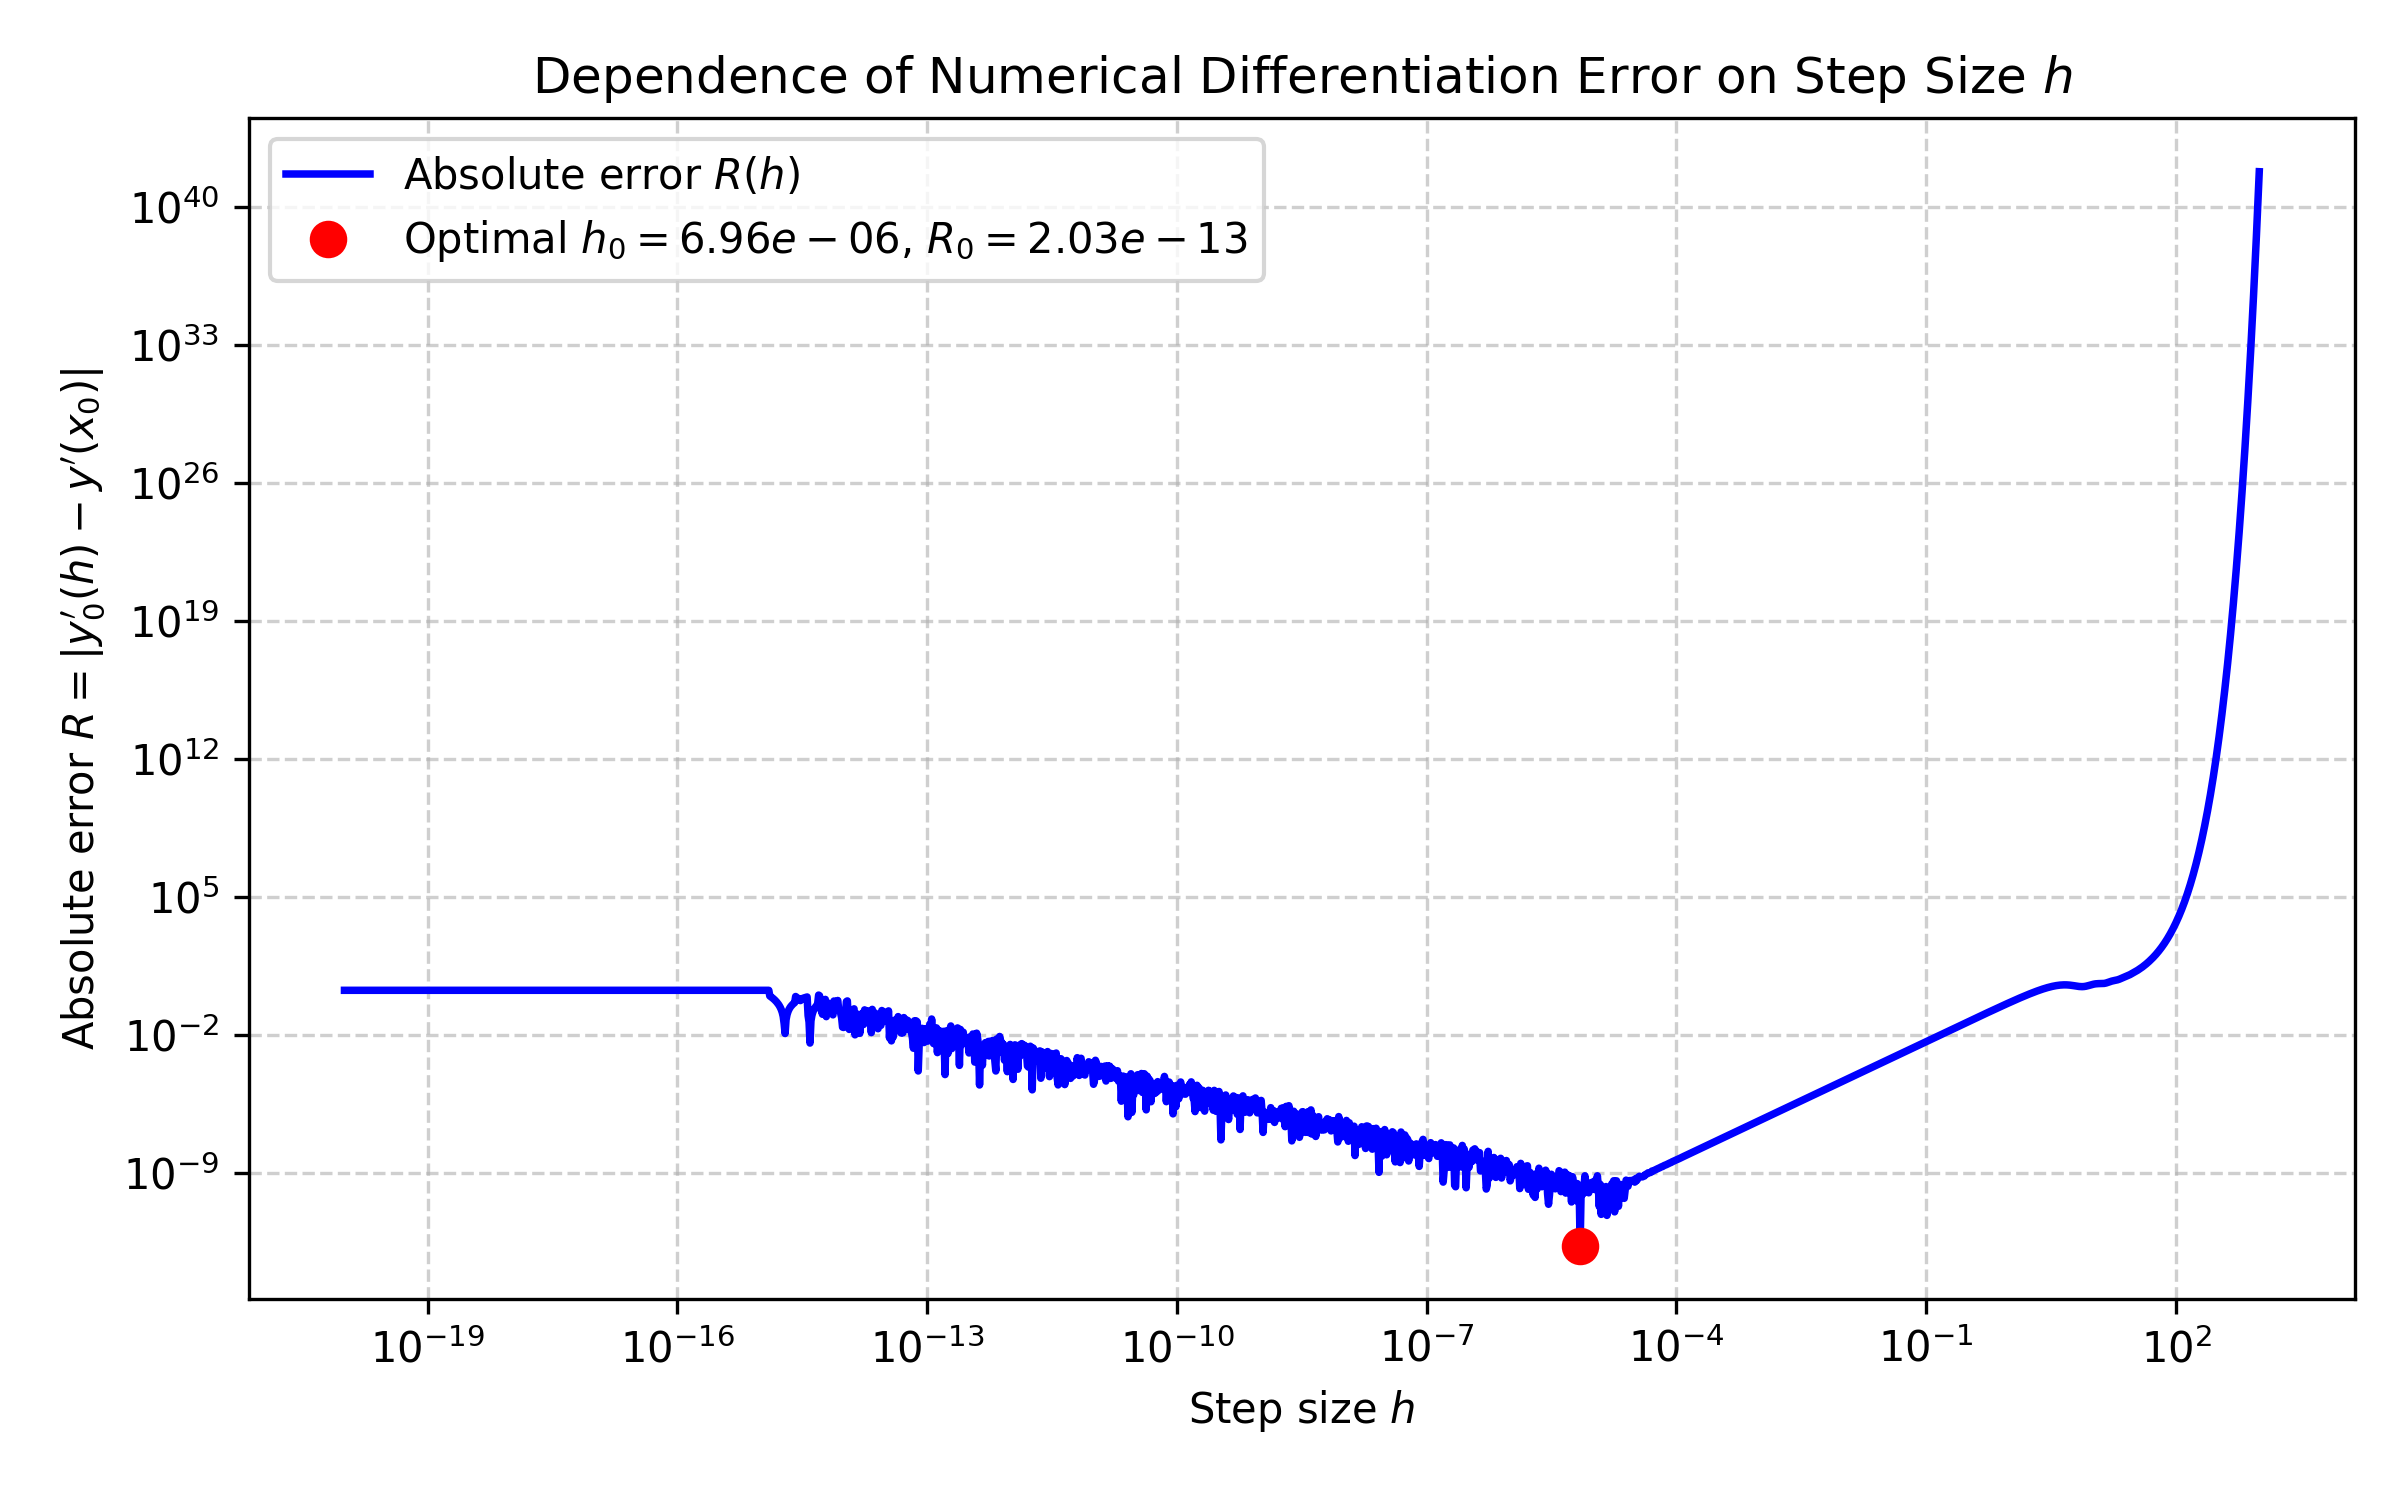 Dependence of Numerical Differentiation Error on Step Size h
Absolute error R(h)
Optimal h₀ = 6.96e − 06, R₀ = 2.03e − 13
Absolute error R = |y′₀(h) − y′(x₀)|
10⁴⁰
10³³
10²⁶
10¹⁹
10¹²
10⁵
10⁻²
10⁻⁹
10⁻¹⁹ 10⁻¹⁶ 10⁻¹³ 10⁻¹⁰ 10⁻⁷ 10⁻⁴ 10⁻¹ 10²
Step size h